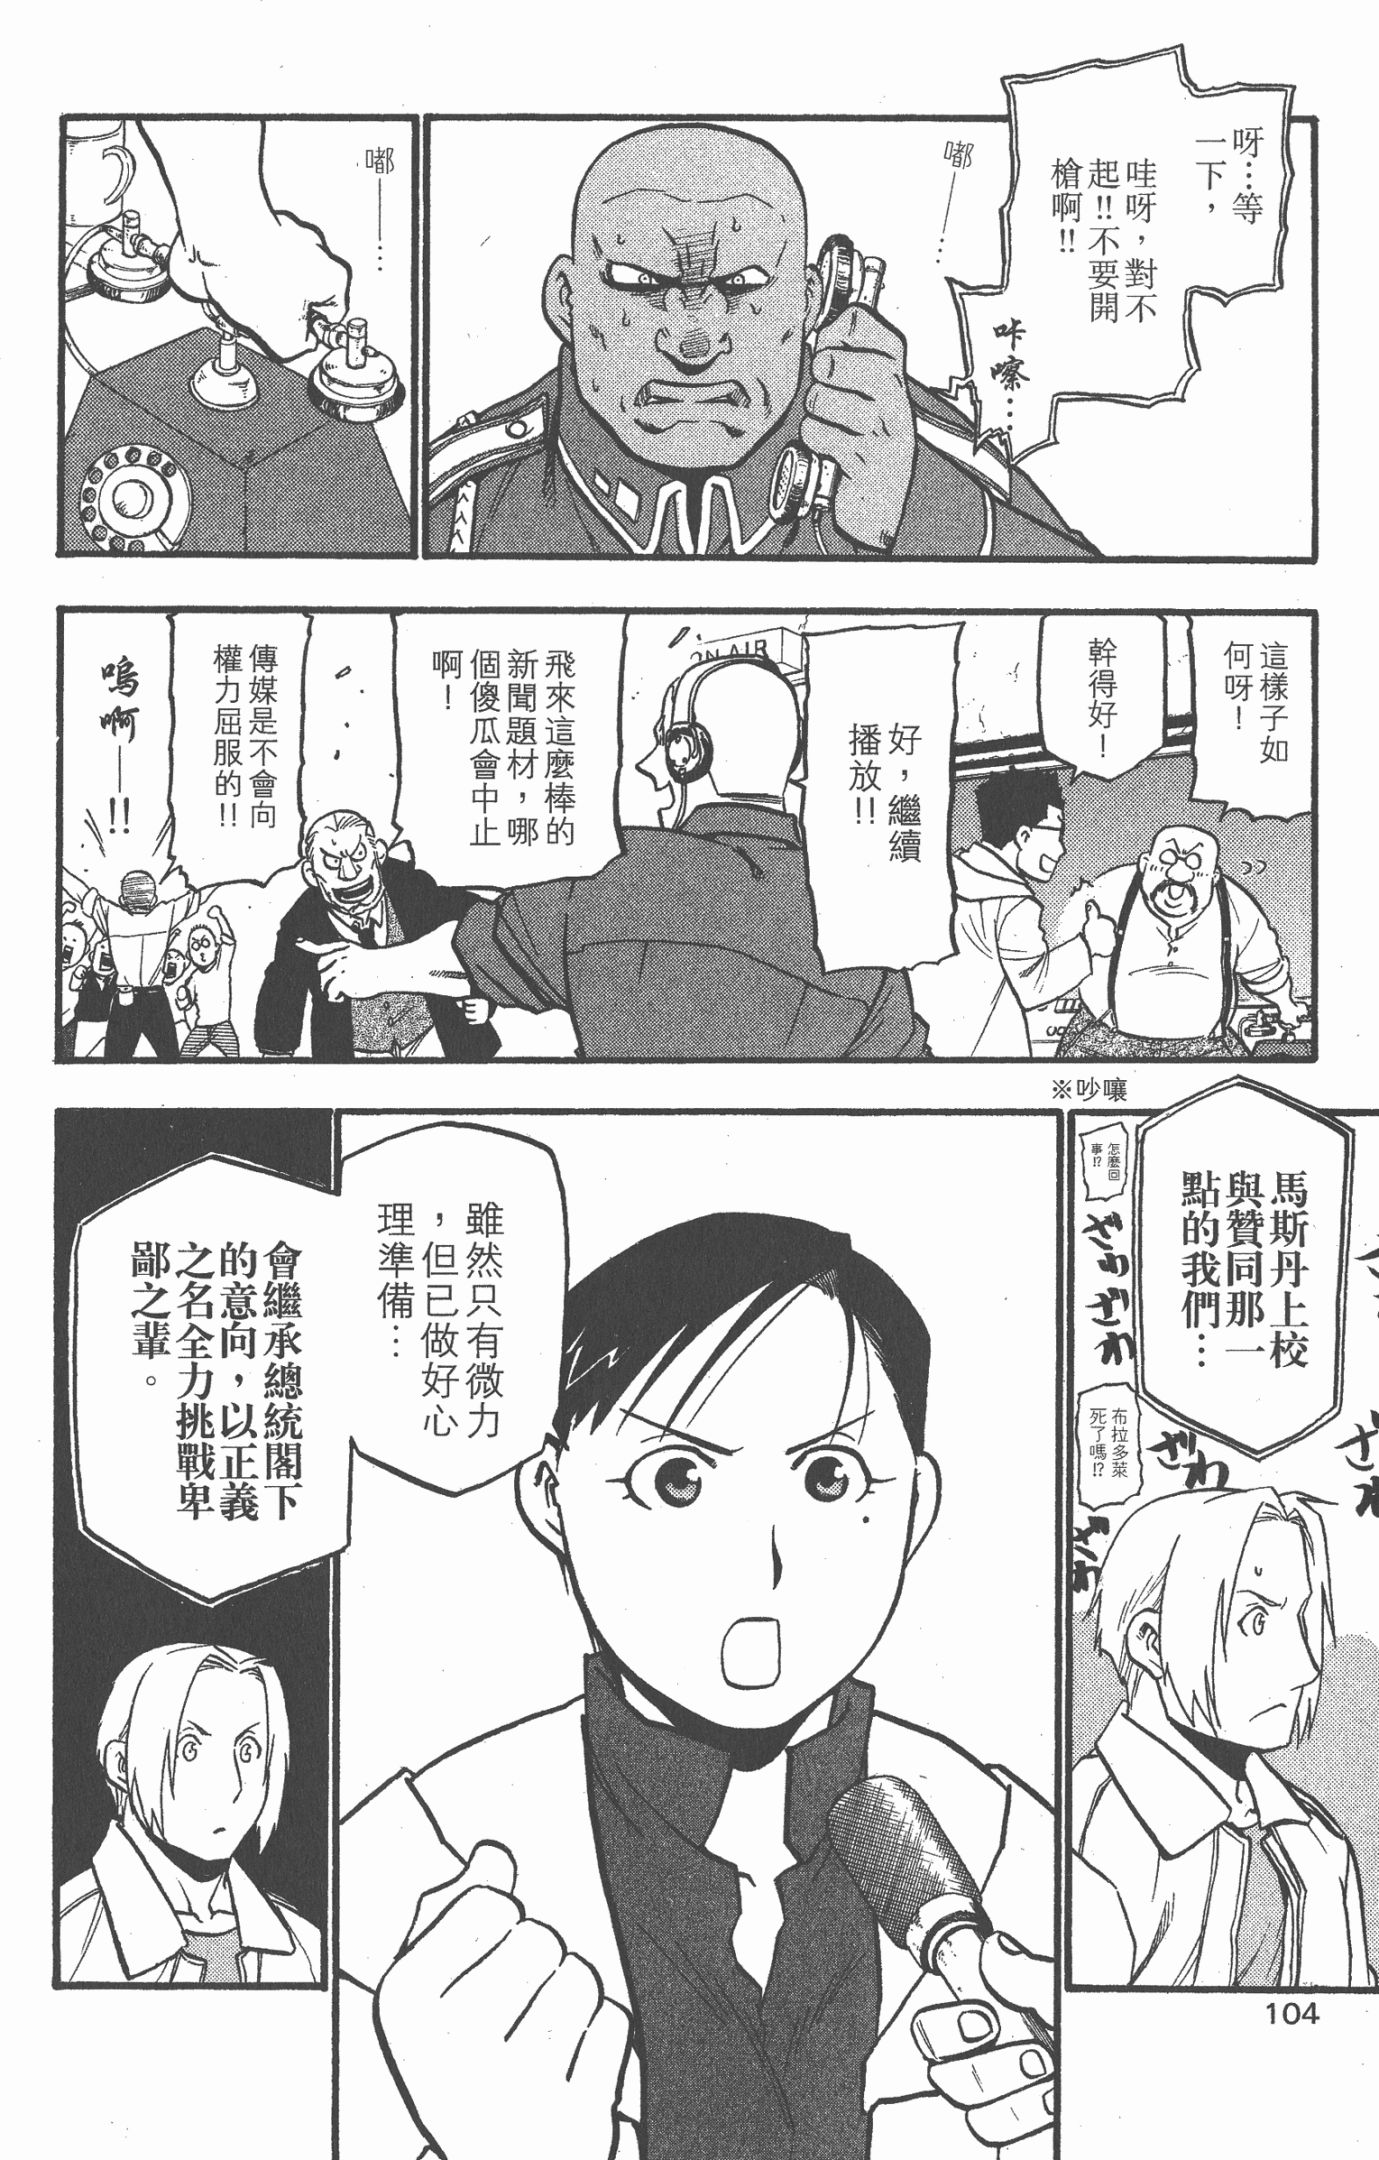 呀…等
一下，
哇呀，對不
起!!不要開
槍啊!!
咔嚓…
嘟——…
嘟——…
這樣子如
何呀！
幹得好！
好，繼續
播放!!
ON AIR
飛來這麼棒的
新聞題材，哪
個傻瓜會中止
啊！
傳媒是不會向
權力屈服的!!
嗚啊——!!
※吵嚷
馬斯丹上校
與贊同那一
點的我們…
怎麼回
事!?
ざわ
ざわ
ざわ
布拉多萊
死了嗎!?
雖然只有微力
，但已做好心
理準備…
會繼承總統閣下
的意向，以正義
之名全力挑戰卑
鄙之輩。
104